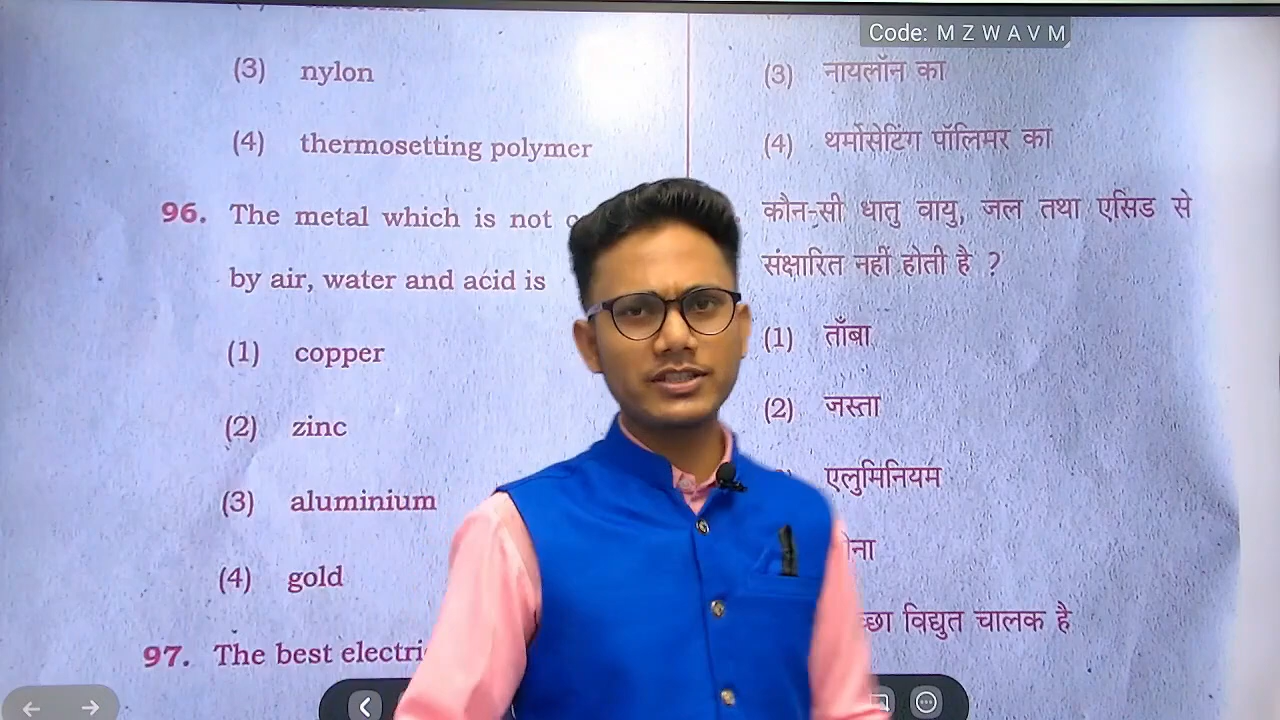 Code: M Z W A V M
(3) nylon
(4) thermosetting polymer
96. The metal which is not
by air, water and acid is
(1) copper
(2) zinc
(3) aluminium
(4) gold
97. The best
(3) नायलॉन का
(4) थर्मोसेटिंग पॉलिमर का
कौन-सी धातु वायु, जल तथा एसिड से
संक्षारित नहीं होती है ?
(1) ताँबा
(2) जस्ता
एलुमिनियम
विद्युत चालक है